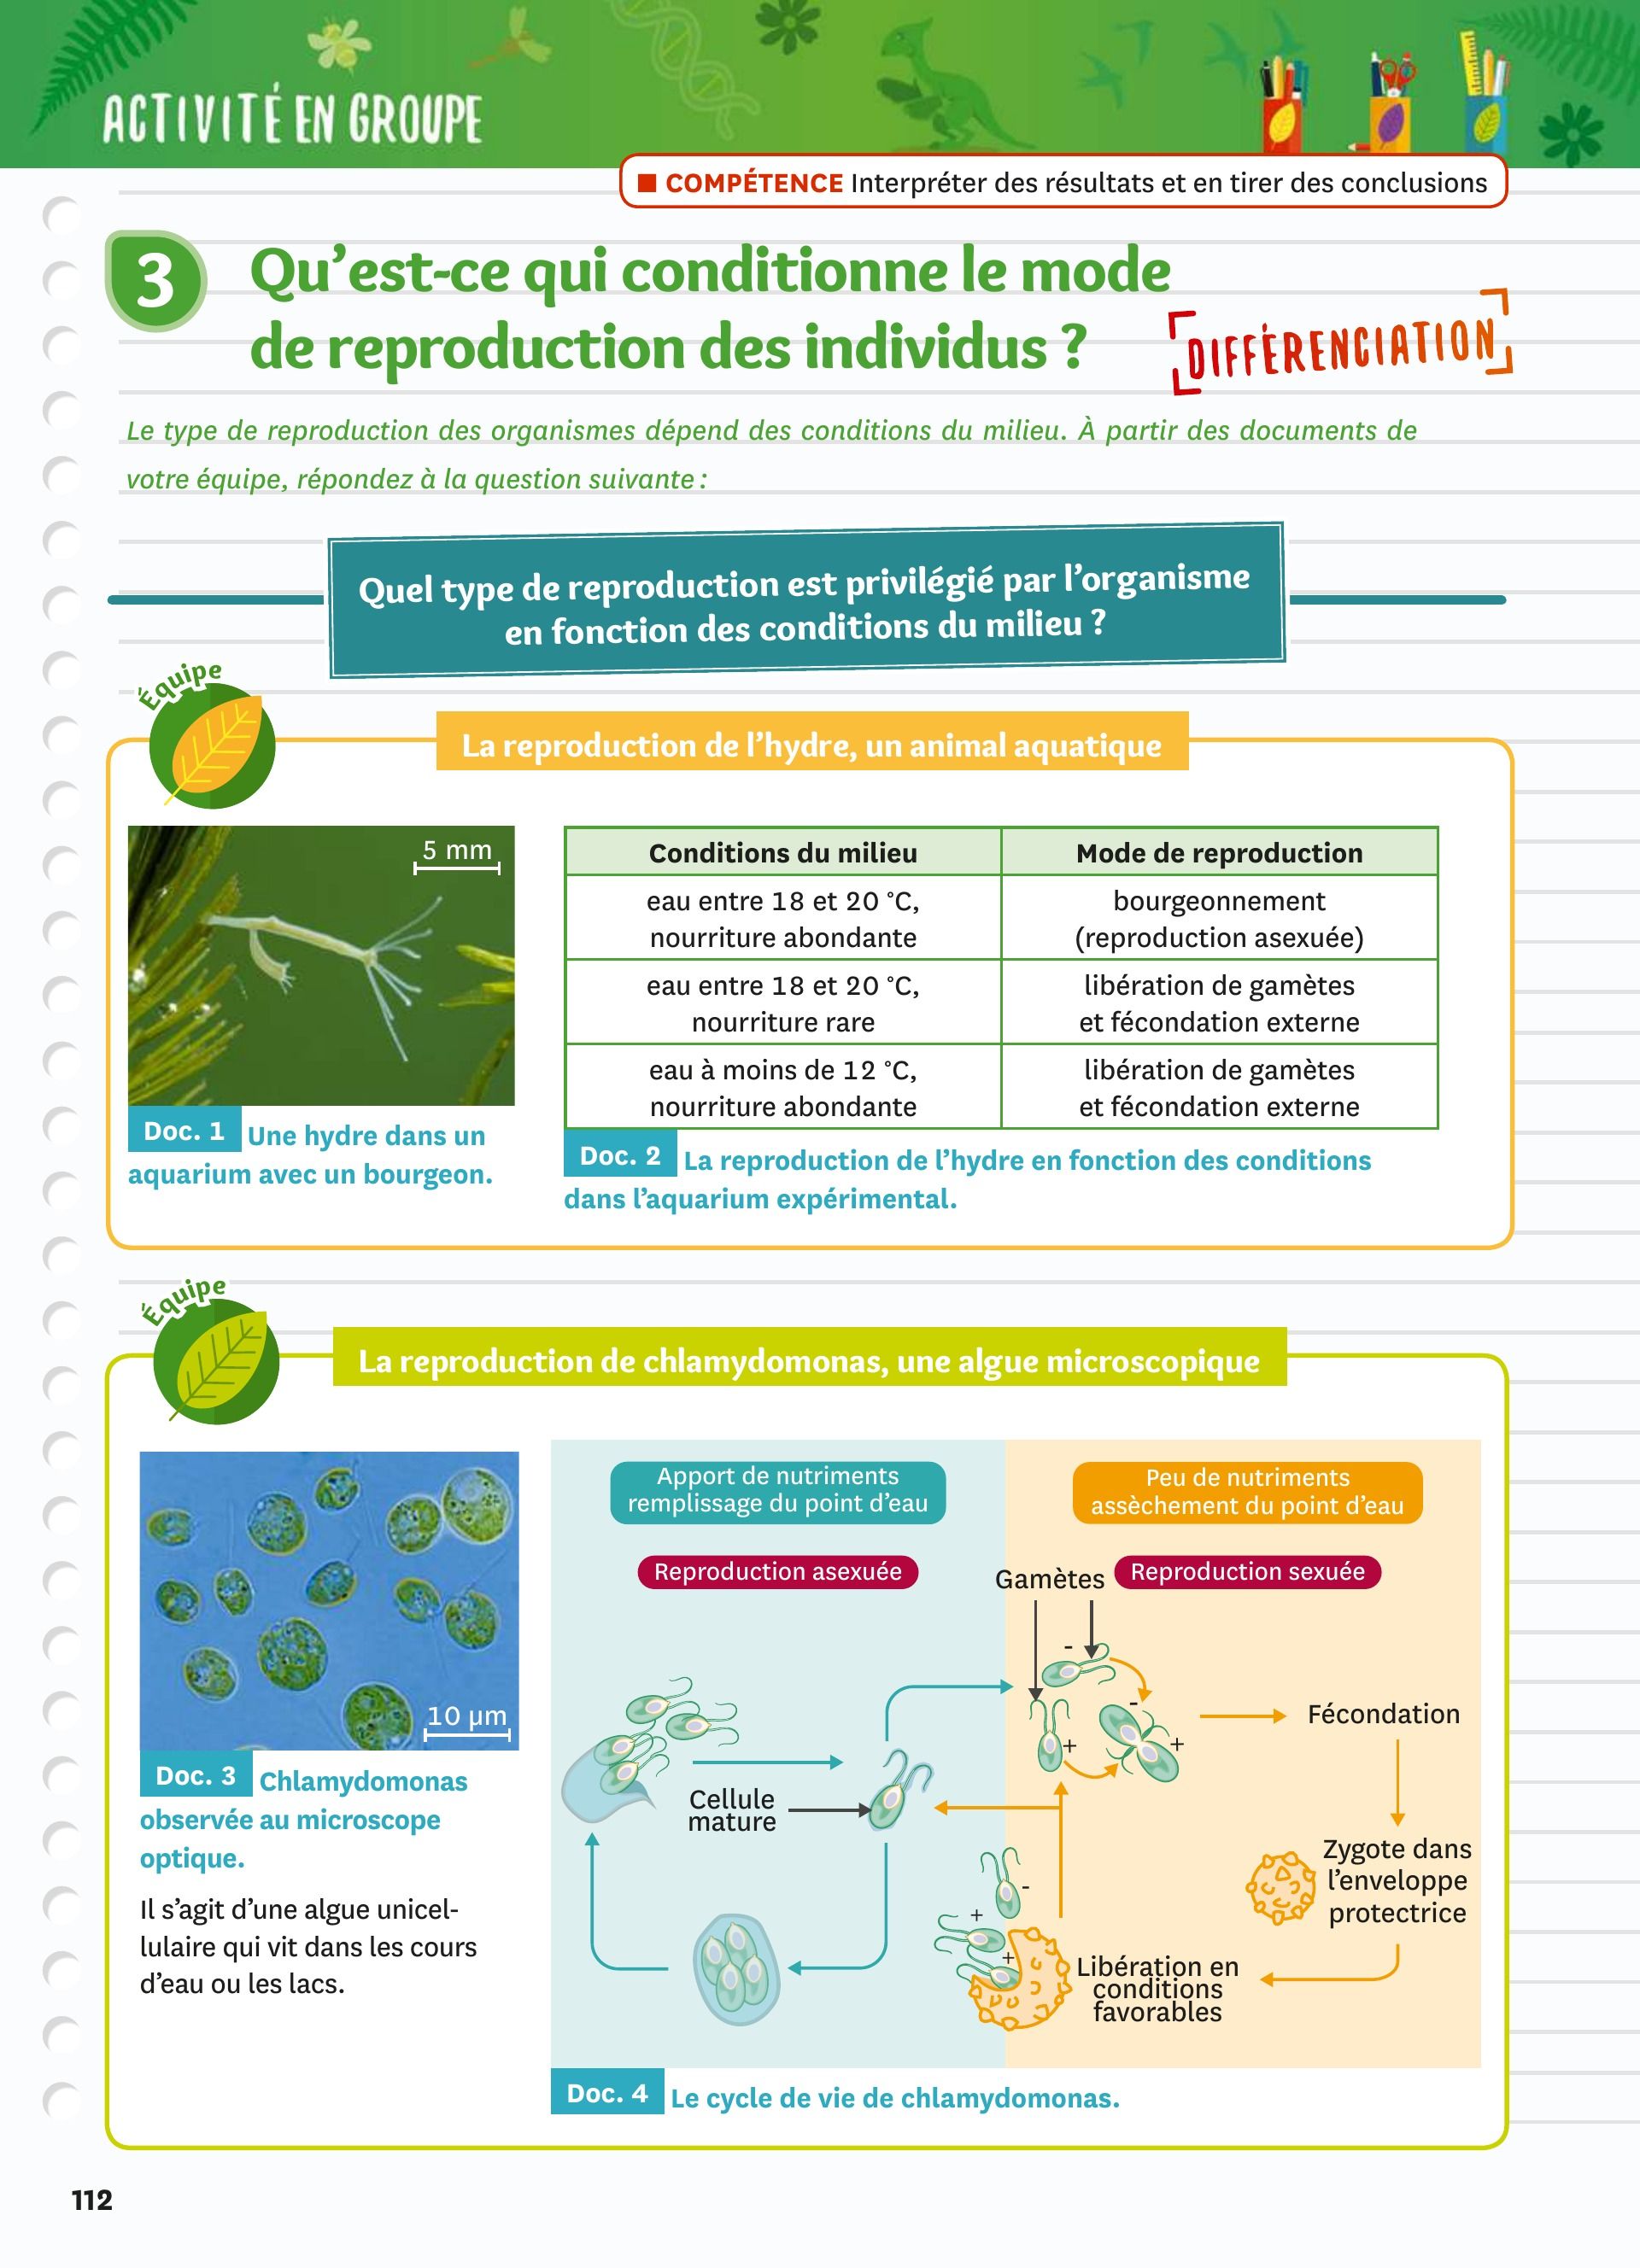 ACTIVITÉ EN GROUPE
■ COMPÉTENCE Interpréter des résultats et en tirer des conclusions
3
Qu'est-ce qui conditionne le mode
de reproduction des individus ?
DIFFÉRENCIATION
Le type de reproduction des organismes dépend des conditions du milieu. À partir des documents de
votre équipe, répondez à la question suivante :
Quel type de reproduction est privilégié par l'organisme
en fonction des conditions du milieu ?
Équipe
La reproduction de l'hydre, un animal aquatique
5 mm
Doc. 1 Une hydre dans un
aquarium avec un bourgeon.
Conditions du milieu
Mode de reproduction
eau entre 18 et 20 °C,
nourriture abondante
bourgeonnement
(reproduction asexuée)
eau entre 18 et 20 °C,
nourriture rare
libération de gamètes
et fécondation externe
eau à moins de 12 °C,
nourriture abondante
libération de gamètes
et fécondation externe
Doc. 2 La reproduction de l'hydre en fonction des conditions
dans l'aquarium expérimental.
Équipe
La reproduction de chlamydomonas, une algue microscopique
10 µm
Doc. 3 Chlamydomonas
observée au microscope
optique.
Il s'agit d'une algue unicel-
lulaire qui vit dans les cours
d'eau ou les lacs.
Apport de nutriments
remplissage du point d'eau
Peu de nutriments
assèchement du point d'eau
Reproduction asexuée
Gamètes
Reproduction sexuée
-
-
+
+
Fécondation
Cellule
mature
Zygote dans
l'enveloppe
protectrice
-
+
+
Libération en
conditions
favorables
Doc. 4 Le cycle de vie de chlamydomonas.
112